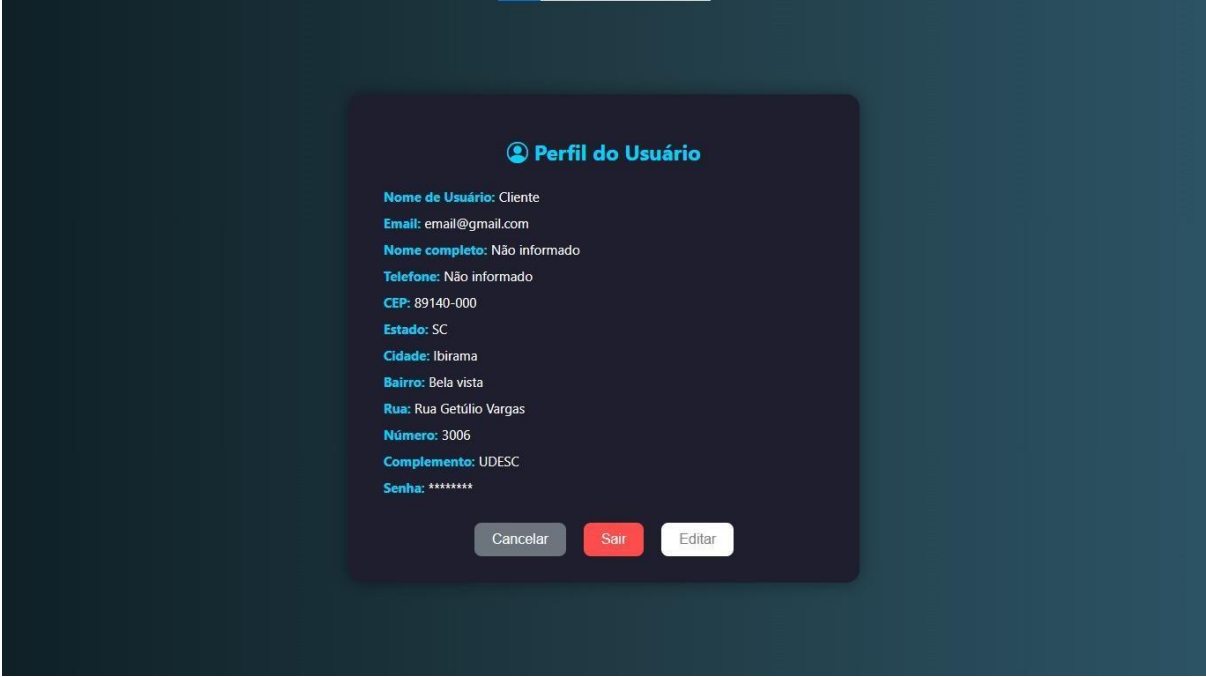 Perfil do Usuário
Nome de Usuário: Cliente
Email: email@gmail.com
Nome completo: Não informado
Telefone: Não informado
CEP: 89140-000
Estado: SC
Cidade: Ibirama
Bairro: Bela vista
Rua: Rua Getúlio Vargas
Número: 3006
Complemento: UDESC
Senha: ********
Cancelar Sair Editar